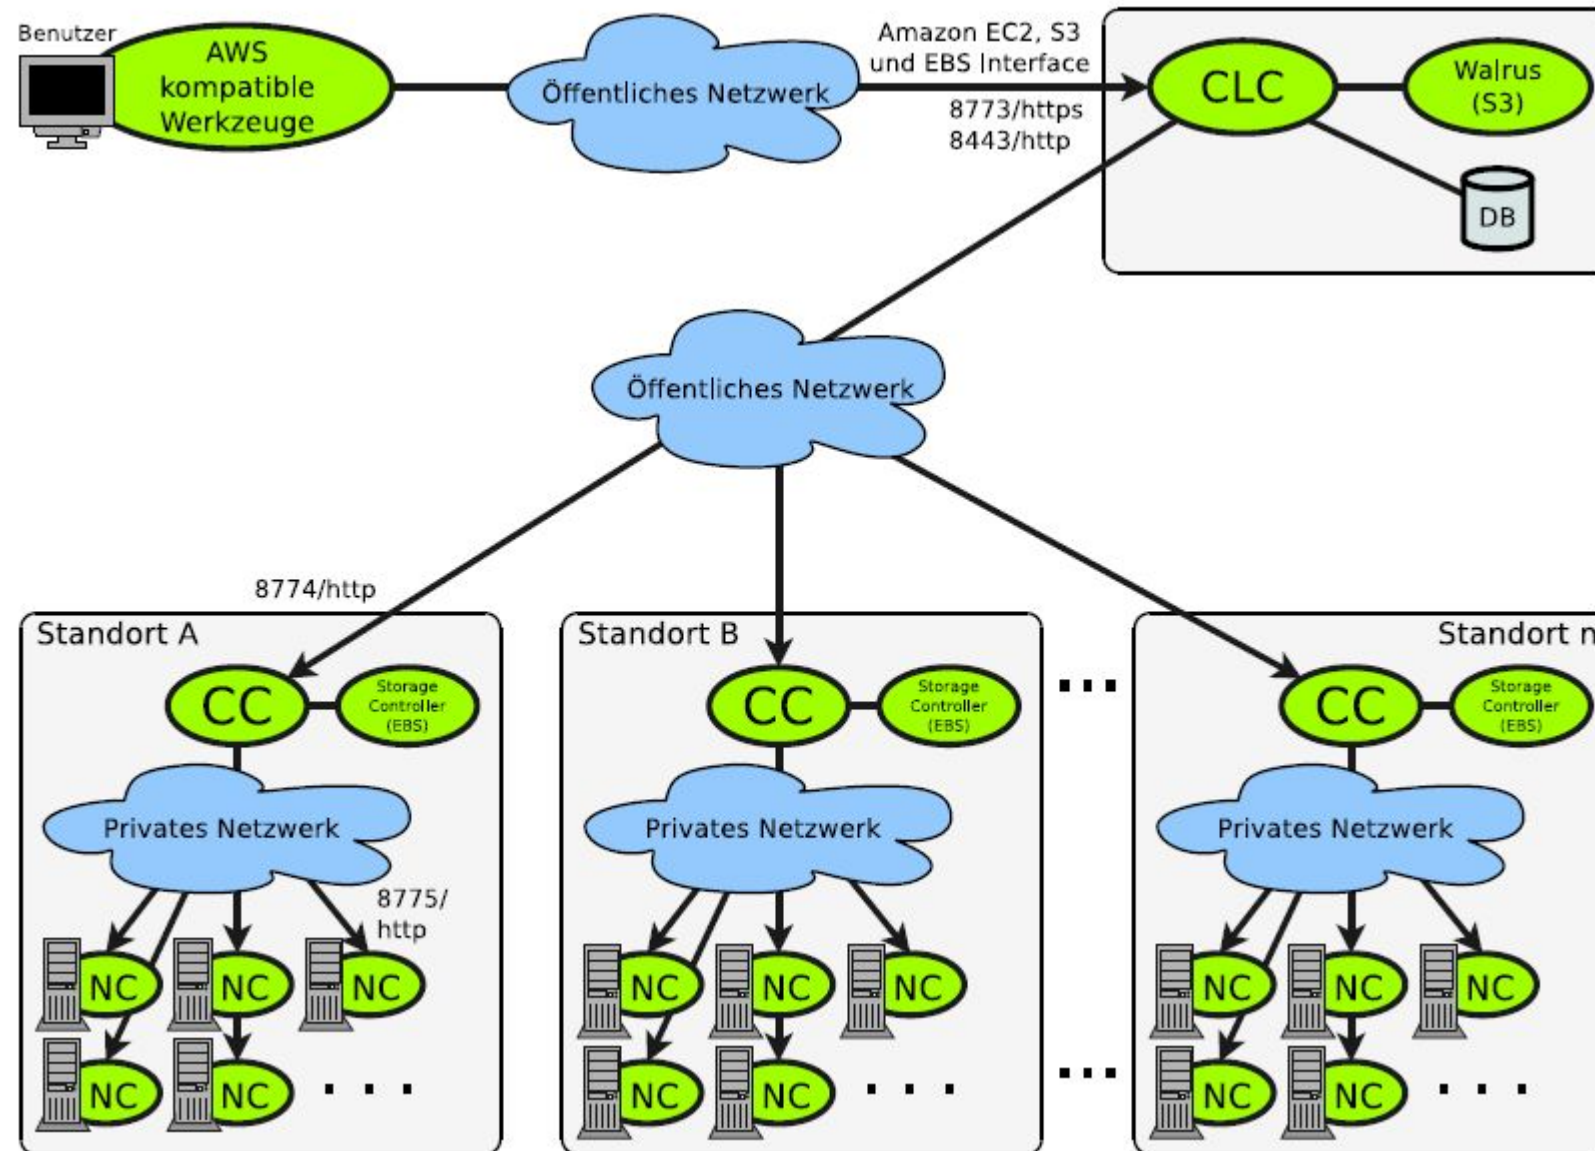 Benutzer
AWS
kompatible
Werkzeuge
Öffentliches Netzwerk
Amazon EC2, S3
und EBS Interface
8773/https
8443/http
CLC
Walrus
(S3)
DB
Öffentliches Netzwerk
8774/http
Standort A
CC
Storage
Controller
(EBS)
Privates Netzwerk
8775/
http
NC
NC
NC
NC
NC
. . .
Standort B
CC
Storage
Controller
(EBS)
Privates Netzwerk
NC
NC
NC
NC
NC
. . .
...
...
Standort n
CC
Storage
Controller
(EBS)
Privates Netzwerk
NC
NC
NC
NC
NC
. . .